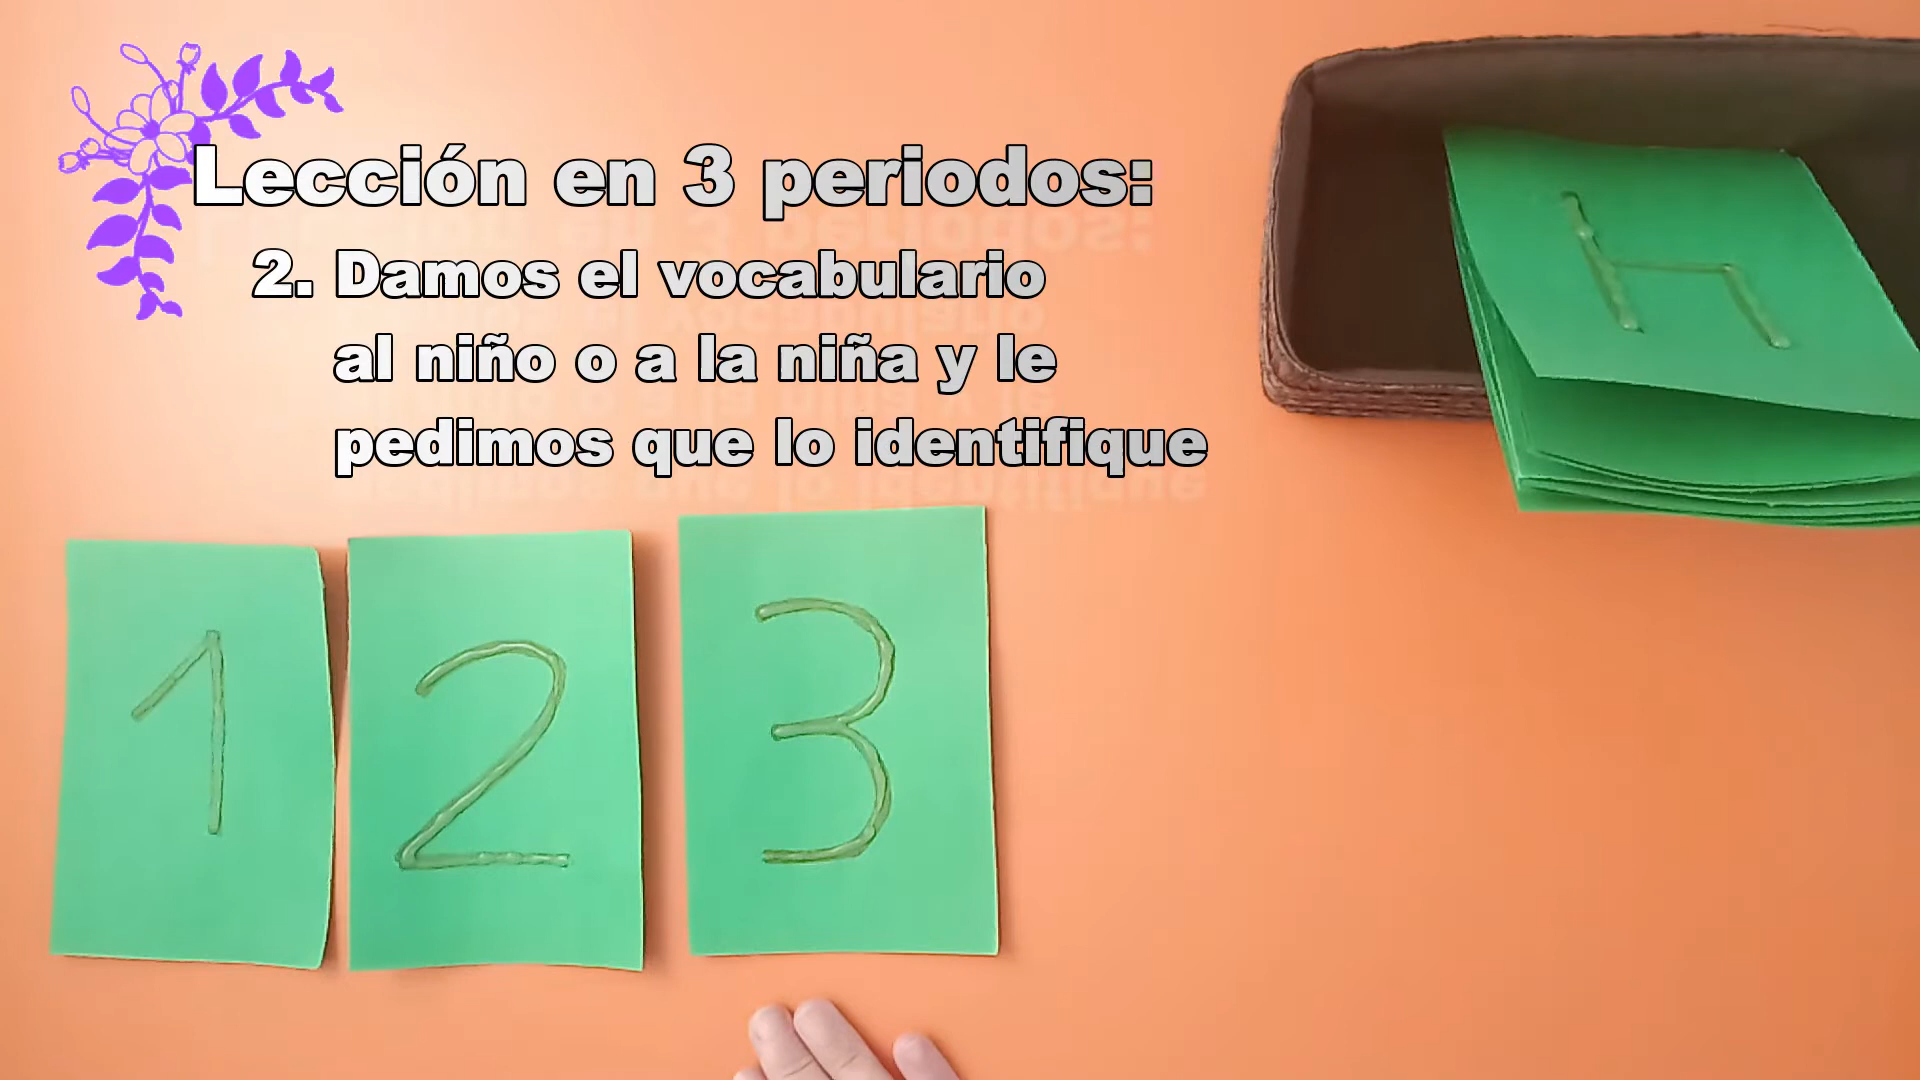 Lección en 3 periodos:
2. Damos el vocabulario
al niño o a la niña y le
pedimos que lo identifique
4
1 2 3